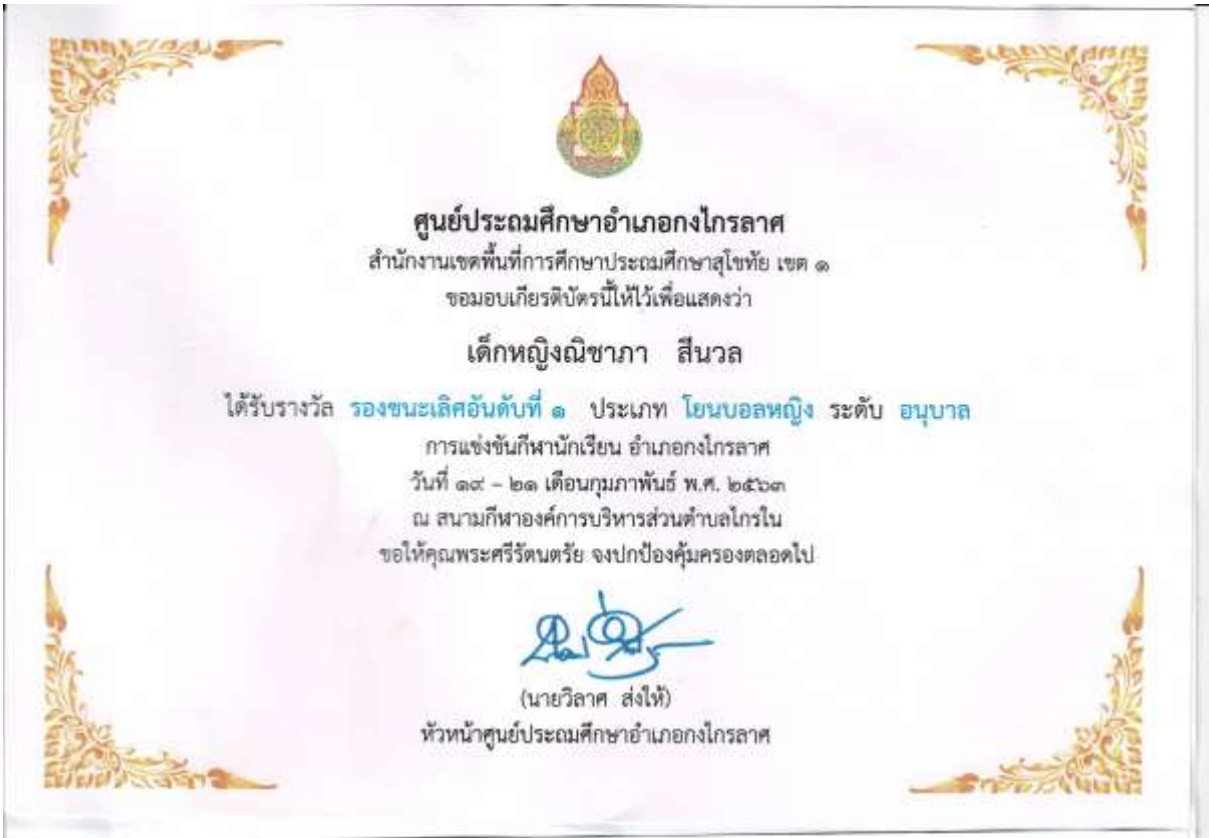 ศูนย์ประถมศึกษาอำเภอกงไกรลาศ
สำนักงานเขตพื้นที่การศึกษาประถมศึกษาสุโขทัย เขต ๑
ขอมอบเกียรติบัตรนี้ให้ไว้เพื่อแสดงว่า
เด็กหญิงณิชาภา สีนวล
ได้รับรางวัล รองชนะเลิศอันดับที่ ๑ ประเภท โยนบอลหญิง ระดับ อนุบาล
การแข่งขันกีฬานักเรียน อำเภอกงไกรลาศ
วันที่ ๑๙ – ๒๑ เดือนกุมภาพันธ์ พ.ศ. ๒๕๖๓
ณ สนามกีฬาองค์การบริหารส่วนตำบลไกรใน
ขอให้คุณพระศรีรัตนตรัย จงปกป้องคุ้มครองตลอดไป
(นายวิลาศ ส่งให้)
หัวหน้าศูนย์ประถมศึกษาอำเภอกงไกรลาศ